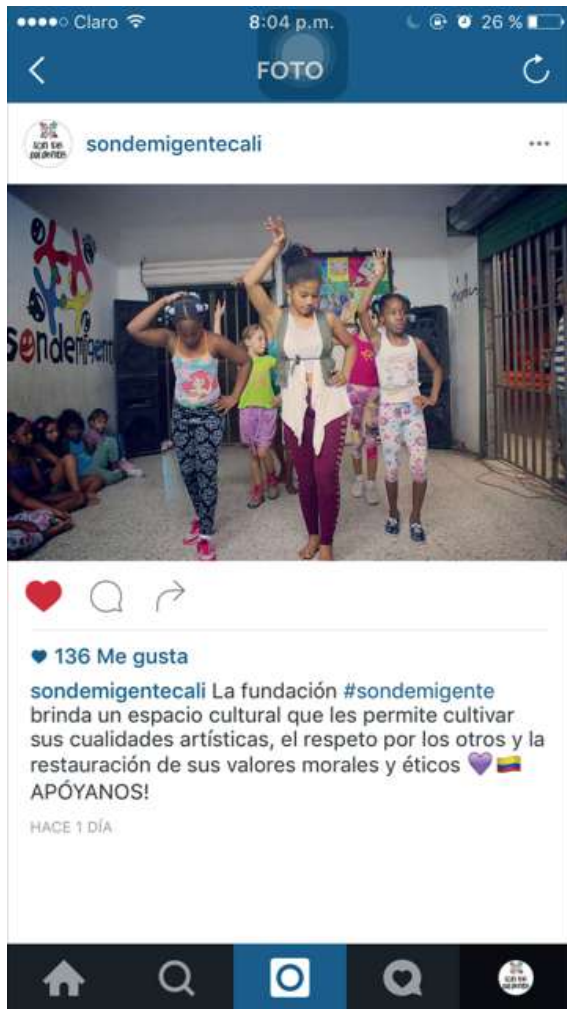 Claro 8:04 p.m. 26 %
FOTO
sondemigentecali
sondemigente
136 Me gusta
sondemigentecali La fundación #sondemigente
brinda un espacio cultural que les permite cultivar
sus cualidades artísticas, el respeto por los otros y la
restauración de sus valores morales y éticos 💜🇨🇴
APÓYANOS!
HACE 1 DÍA